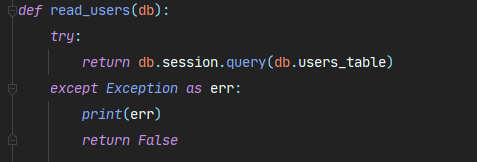 def read_users(db):
    try:
        return db.session.query(db.users_table)
    except Exception as err:
        print(err)
        return False